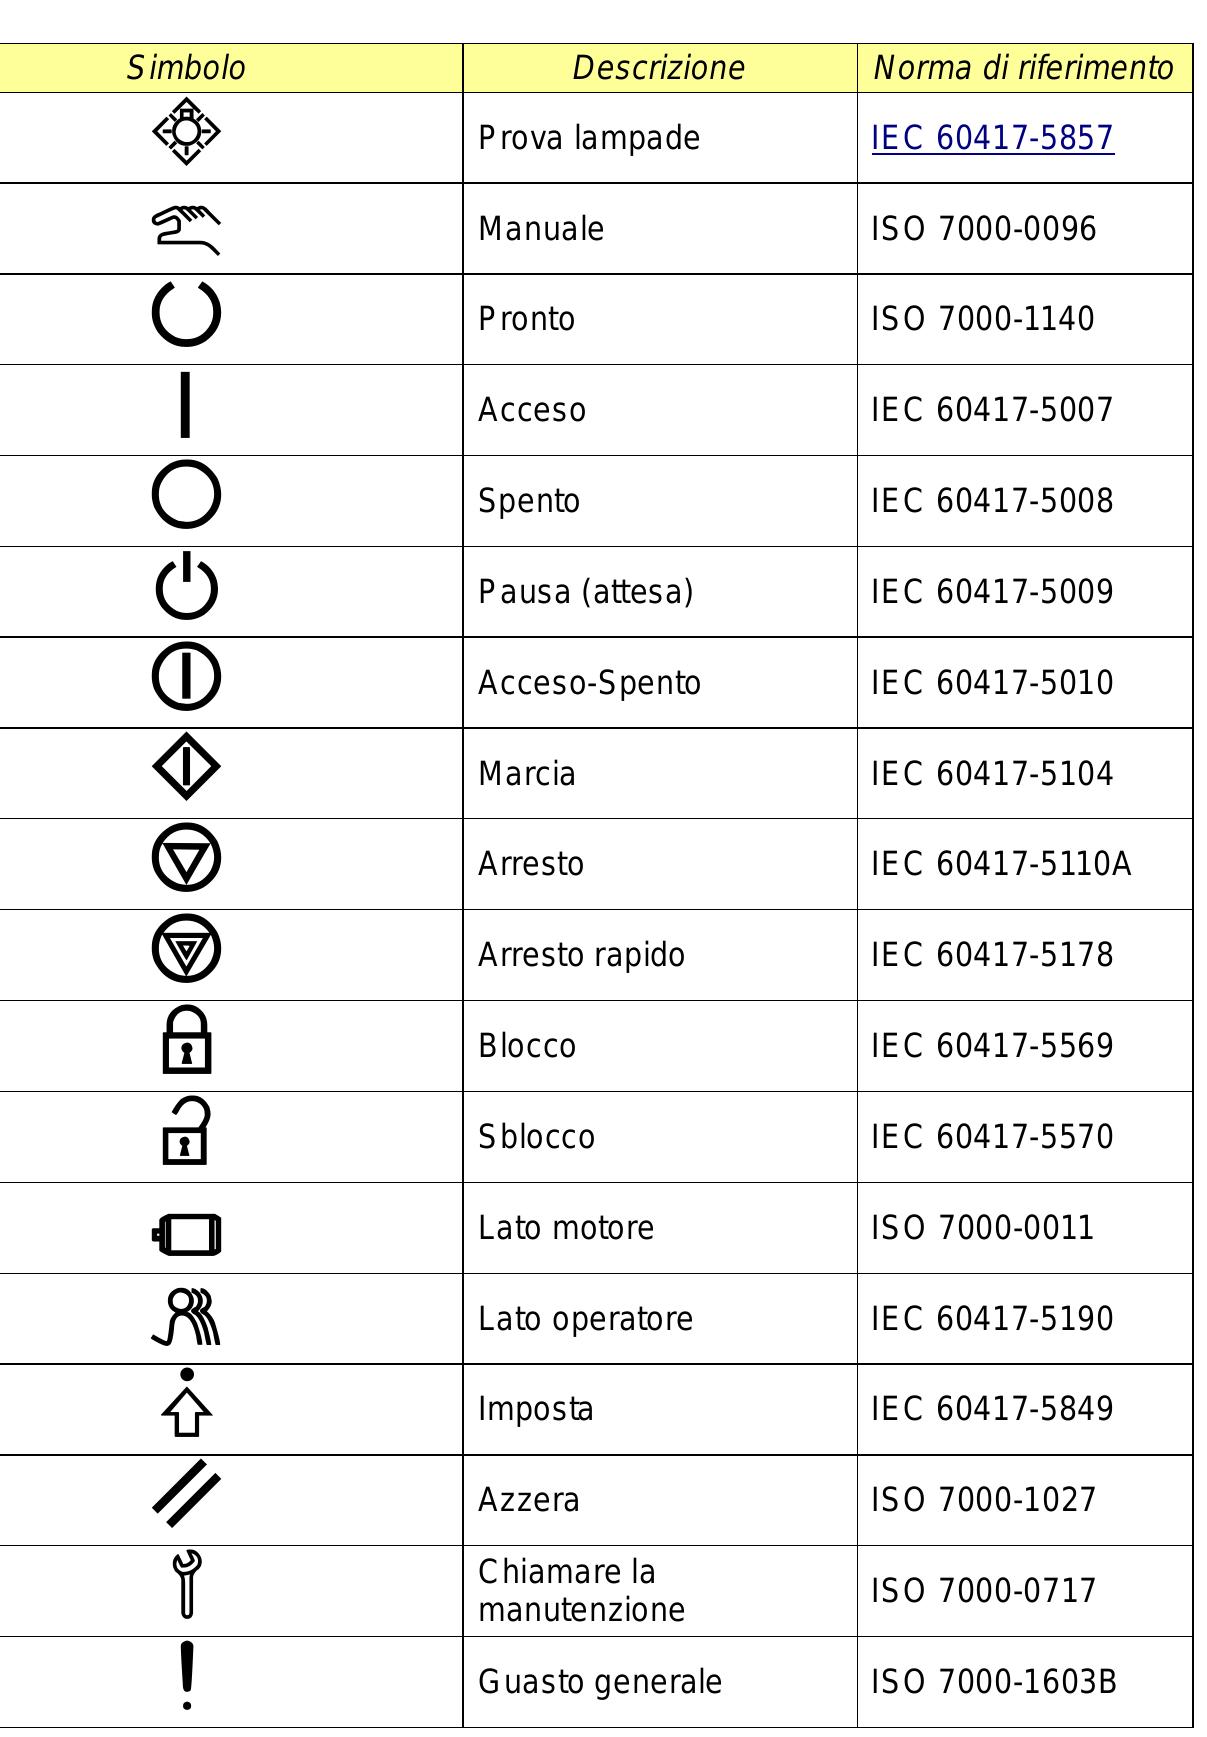 Simbolo Descrizione Norma di riferimento
Prova lampade IEC 60417-5857
Manuale ISO 7000-0096
Pronto ISO 7000-1140
Acceso IEC 60417-5007
Spento IEC 60417-5008
Pausa (attesa) IEC 60417-5009
Acceso-Spento IEC 60417-5010
Marcia IEC 60417-5104
Arresto IEC 60417-5110A
Arresto rapido IEC 60417-5178
Blocco IEC 60417-5569
Sblocco IEC 60417-5570
Lato motore ISO 7000-0011
Lato operatore IEC 60417-5190
Imposta IEC 60417-5849
Azzera ISO 7000-1027
Chiamare la
manutenzione ISO 7000-0717
Guasto generale ISO 7000-1603B